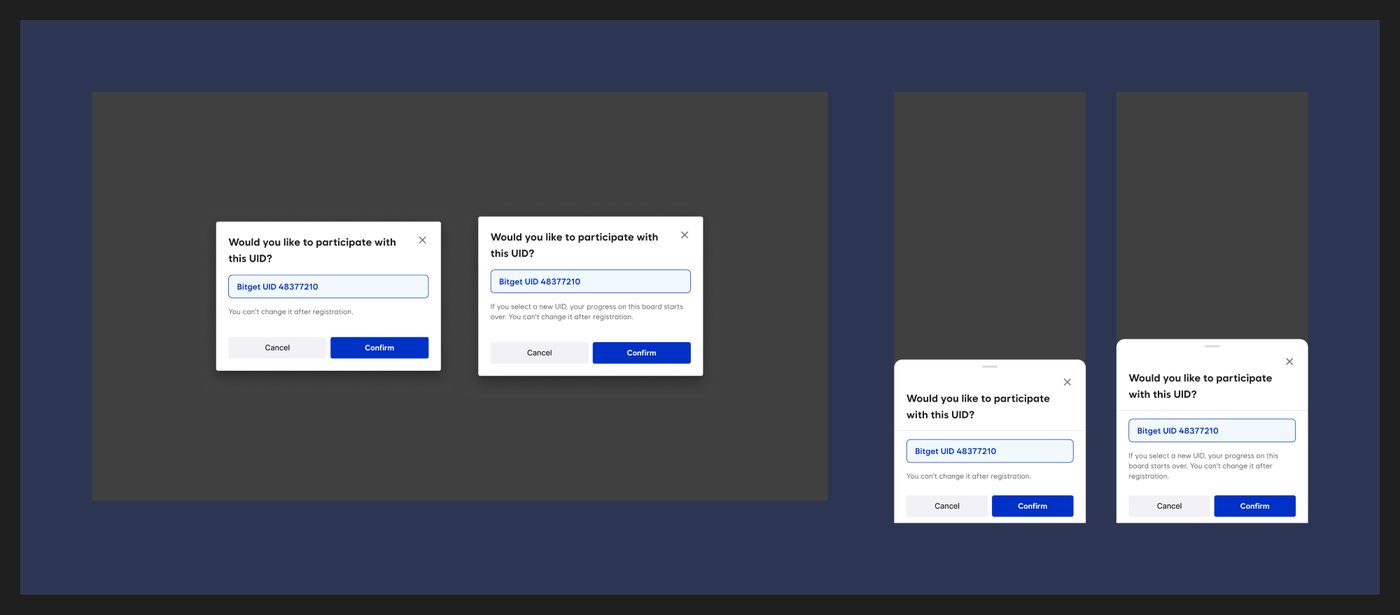 Would you like to participate with
this UID?
Bitget UID 48377210
You can't change it after registration.
Cancel
Confirm
Would you like to participate with
this UID?
Bitget UID 48377210
If you select a new UID, your progress on this board starts
over. You can't change it after registration.
Cancel
Confirm
Would you like to participate
with this UID?
Bitget UID 48377210
You can't change it after registration.
Cancel
Confirm
Would you like to participate
with this UID?
Bitget UID 48377210
If you select a new UID, your progress on this
board starts over. You can't change it after
registration.
Cancel
Confirm